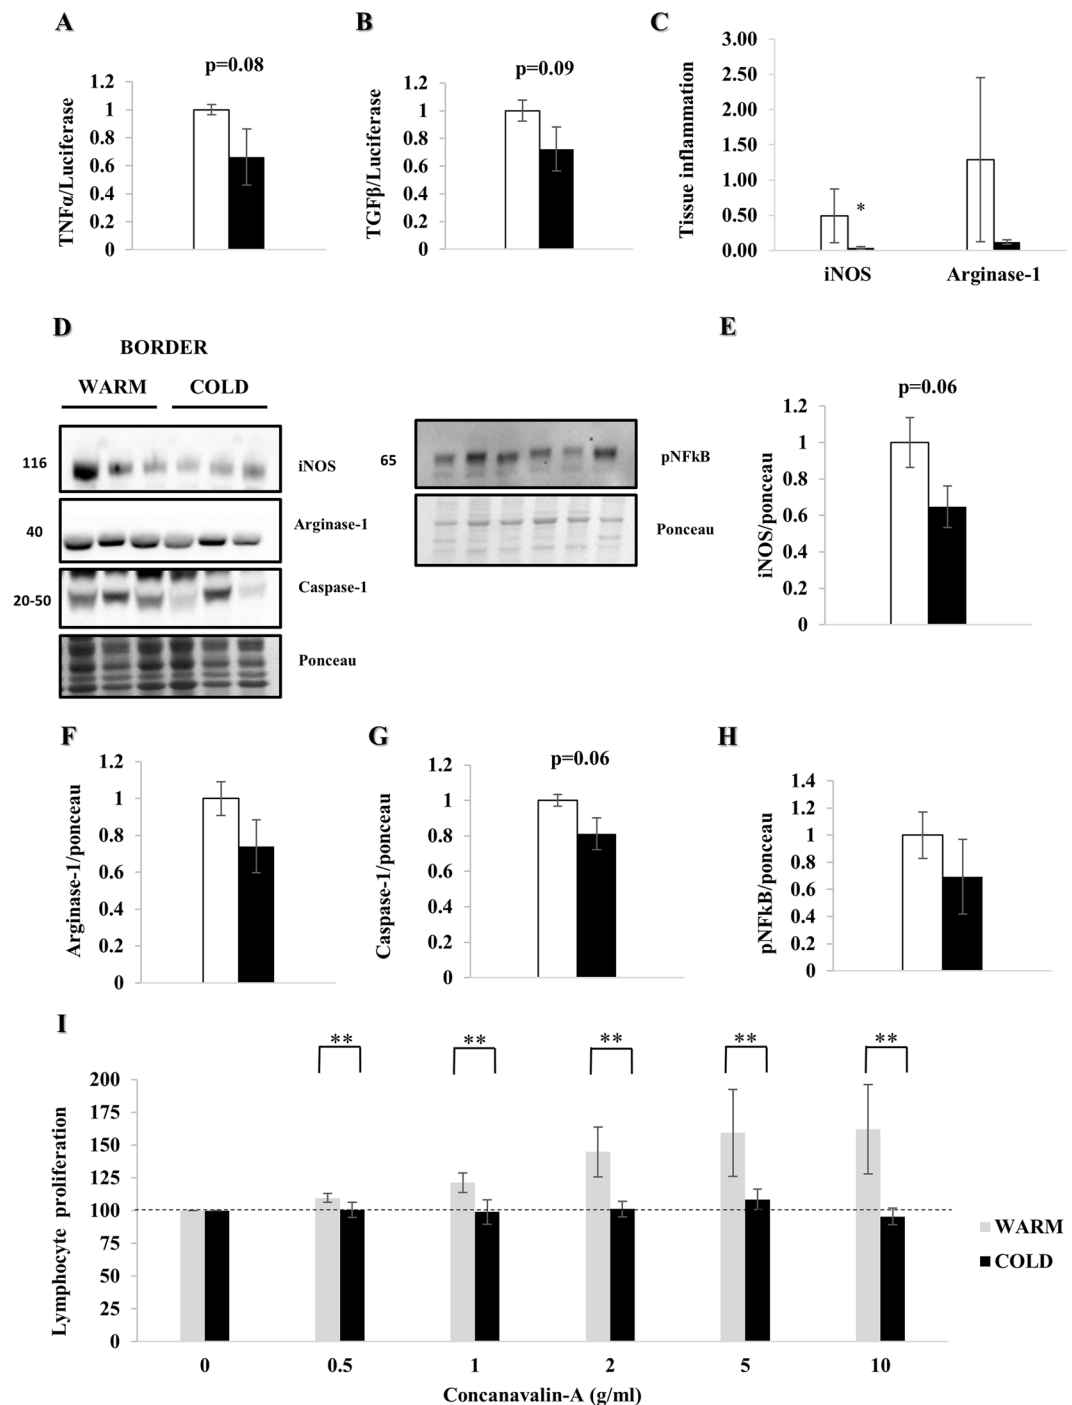 A
p=0.08
TNFα/Luciferase
1.2
1
0.8
0.6
0.4
0.2
0
B
p=0.09
TGFβ/Luciferase
1.2
1
0.8
0.6
0.4
0.2
0
C
Tissue inflammation
3.00
2.50
2.00
1.50
1.00
0.50
0.00
*
iNOS Arginase-1
D
BORDER
WARM COLD
116 iNOS
40 Arginase-1
20-50 Caspase-1
Ponceau
65 pNFkB
Ponceau
E
p=0.06
iNOS/ponceau
1.2
1
0.8
0.6
0.4
0.2
0
F
Arginase-1/ponceau
1.2
1
0.8
0.6
0.4
0.2
0
G
p=0.06
Caspase-1/ponceau
1.2
1
0.8
0.6
0.4
0.2
0
H
pNFkB/ponceau
1.4
1.2
1
0.8
0.6
0.4
0.2
0
I
** ** ** ** **
Lymphocyte proliferation
200
175
150
125
100
75
50
25
0
0 0.5 1 2 5 10
Concanavalin-A (g/ml)
WARM
COLD